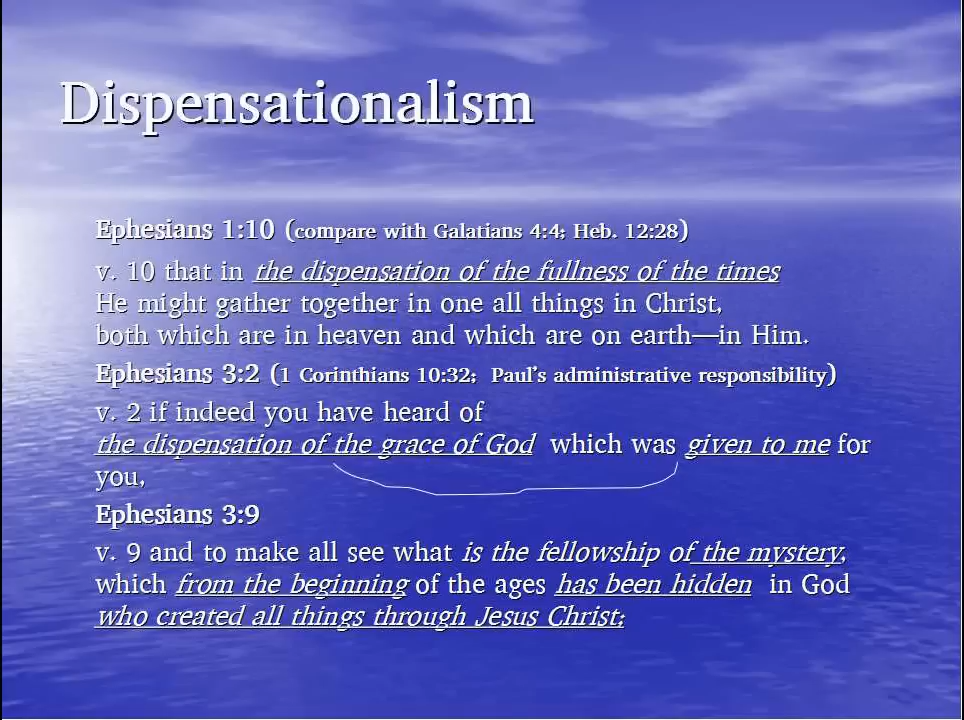 Dispensationalism
Ephesians 1:10 (compare with Galatians 4:4; Heb. 12:28)
v. 10 that in the dispensation of the fullness of the times
He might gather together in one all things in Christ,
both which are in heaven and which are on earth—in Him.
Ephesians 3:2 (1 Corinthians 10:32; Paul's administrative responsibility)
v. 2 if indeed you have heard of
the dispensation of the grace of God which was given to me for
you,
Ephesians 3:9
v. 9 and to make all see what is the fellowship of the mystery,
which from the beginning of the ages has been hidden in God
who created all things through Jesus Christ;